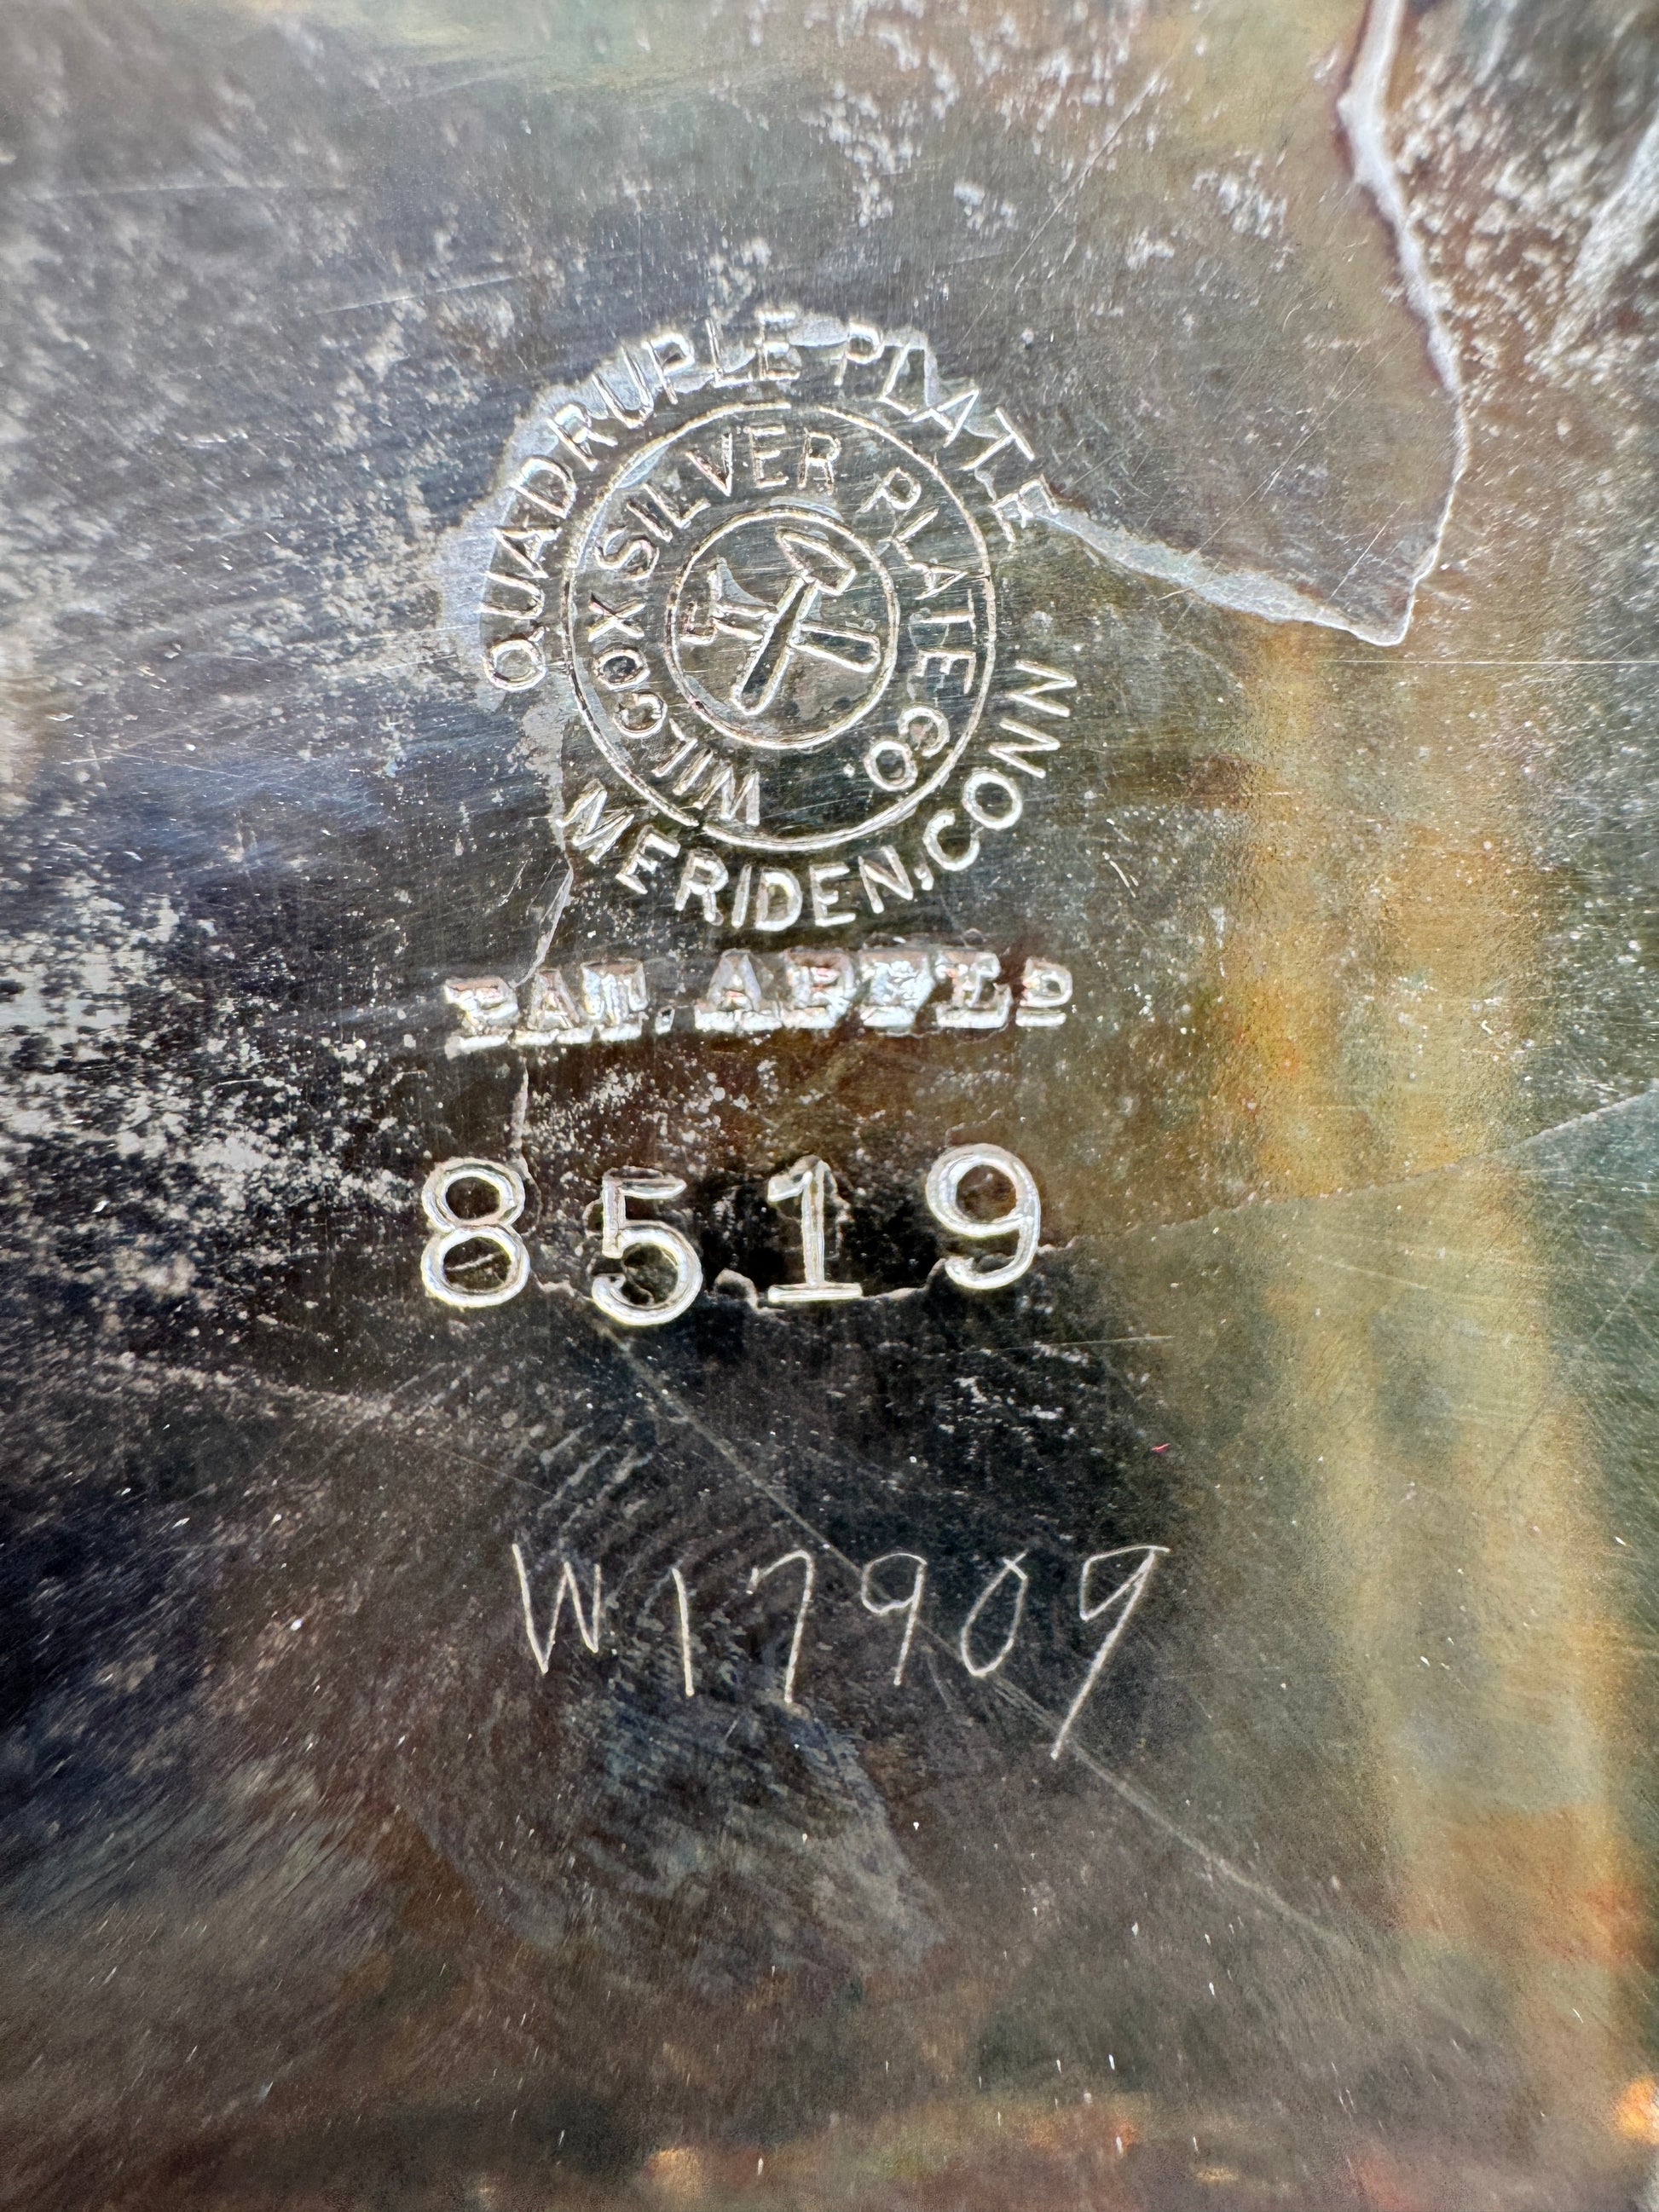 QUADRUPLE PLATE
WILCOX SILVER PLATE CO.
MERIDEN, CONN
PAT. APPLD
8519
W17909